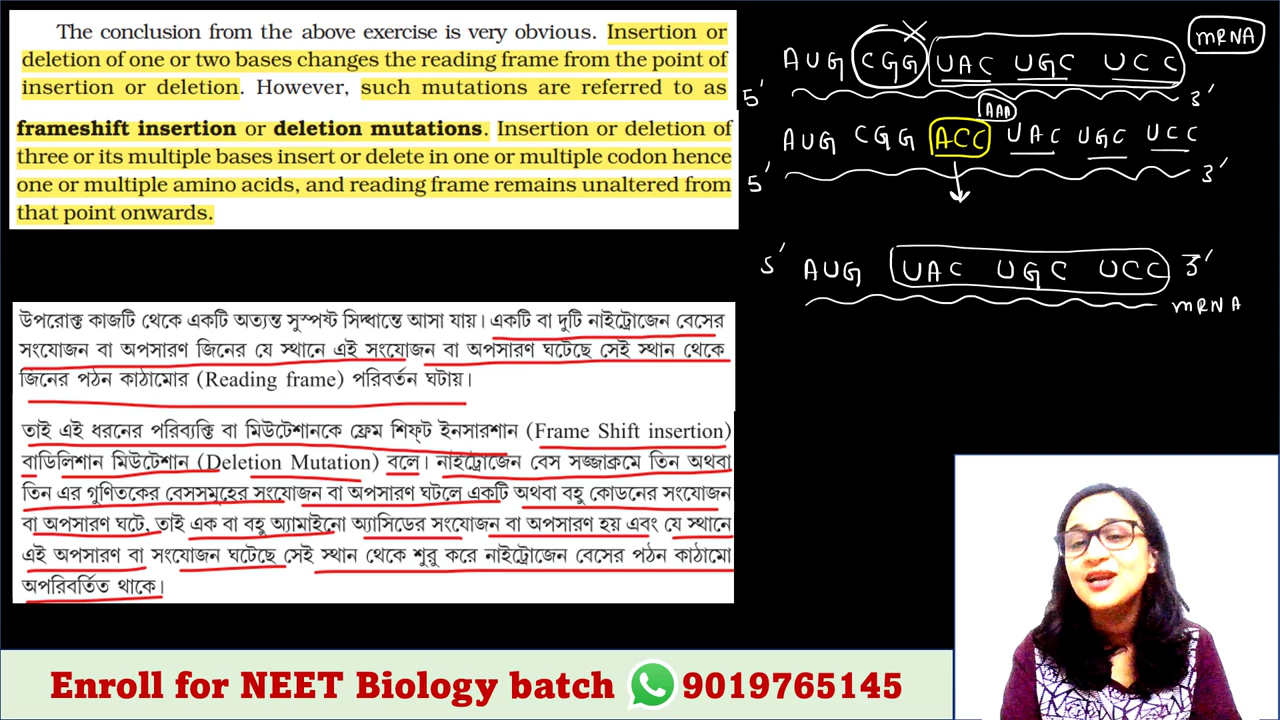 The conclusion from the above exercise is very obvious. Insertion or
deletion of one or two bases changes the reading frame from the point of
insertion or deletion. However, such mutations are referred to as
frameshift insertion or deletion mutations. Insertion or deletion of
three or its multiple bases insert or delete in one or multiple codon hence
one or multiple amino acids, and reading frame remains unaltered from
that point onwards.
উপরোক্ত কাজটি থেকে একটি অত্যন্ত সুস্পষ্ট সিদ্ধান্তে আসা যায়। একটি বা দুটি নাইট্রোজেন বেসের
সংযোজন বা অপসারণ জিনের যে স্থানে এই সংযোজন বা অপসারণ ঘটেছে সেই স্থান থেকে
জিনের পঠন কাঠামোর (Reading frame) পরিবর্তন ঘটায়।
তাই এই ধরনের পরিব্যক্তি বা মিউটেশানকে ফ্রেম শিফ্‌ট ইনসারশান (Frame Shift insertion)
বাডিলিশান মিউটেশান (Deletion Mutation) বলে। নাইট্রোজেন বেস সজ্জাক্রমে তিন অথবা
তিন এর গুণিতকের বেসসমূহের সংযোজন বা অপসারণ ঘটলে একটি অথবা বহু কোডনের সংযোজন
বা অপসারণ ঘটে, তাই এক বা বহু অ্যামাইনো অ্যাসিডের সংযোজন বা অপসারণ হয় এবং যে স্থানে
এই অপসারণ বা সংযোজন ঘটেছে সেই স্থান থেকে শুরু করে নাইট্রোজেন বেসের পঠন কাঠামো
অপরিবর্তিত থাকে।
mRNA
AUG CGG UAC UGC UCC
5' 3'
AAA
AUG CGG ACC UAC UGC UCC
5' 3'
5' AUG UAC UGC UCC 3'
mRNA
Enroll for NEET Biology batch 9019765145